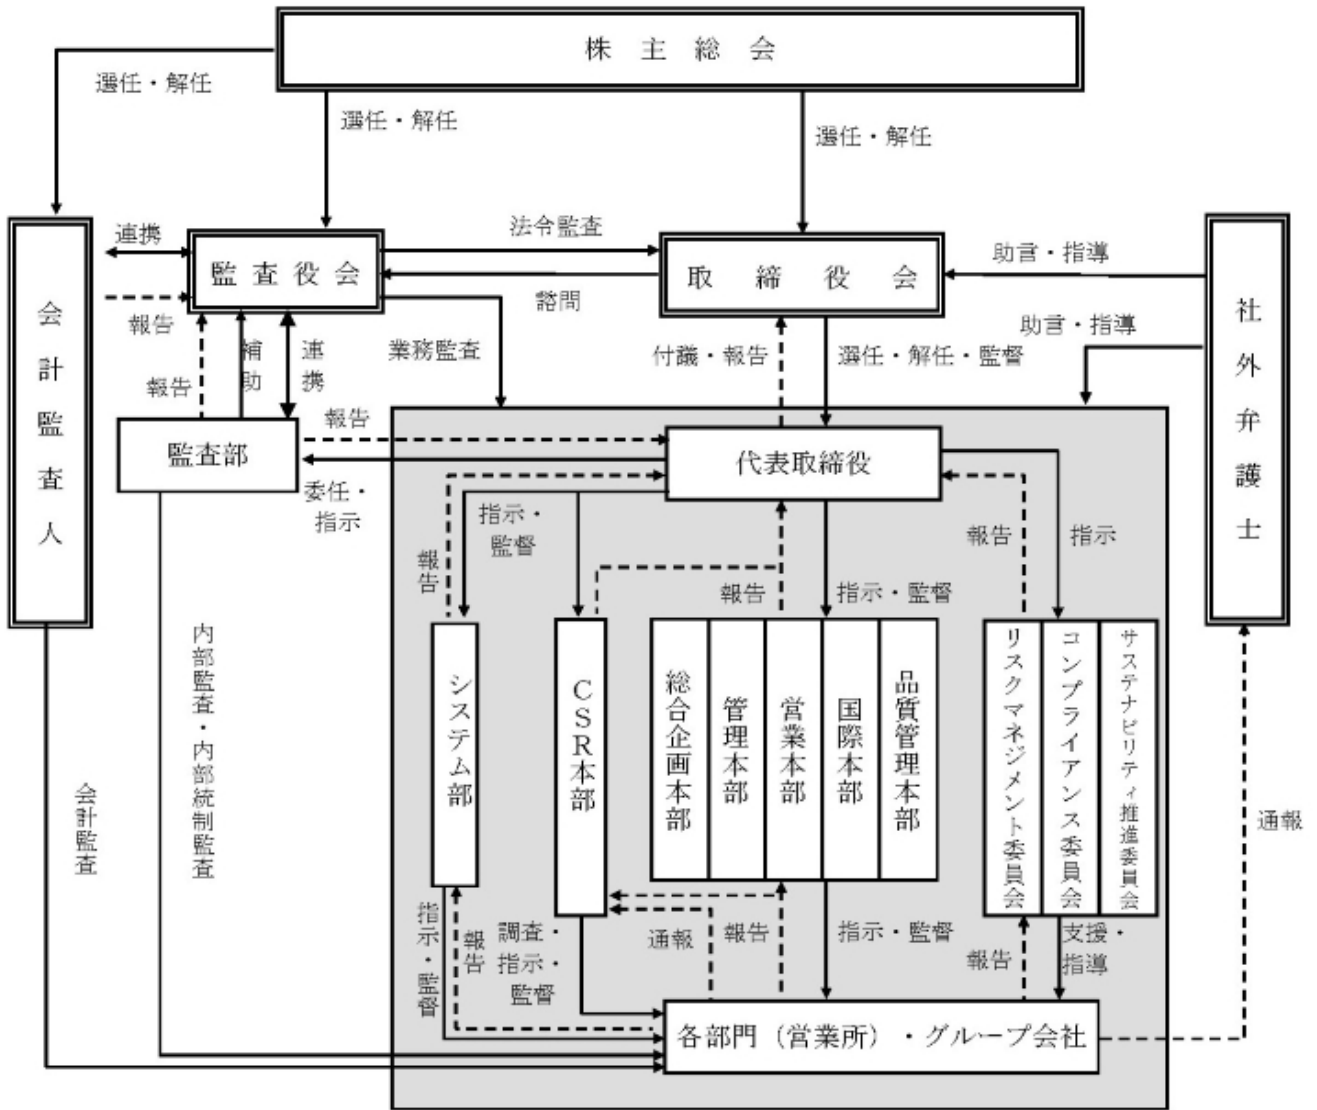 株主総会
選任・解任
選任・解任
選任・解任
連携
法令監査
助言・指導
監査役会
取締役会
諮問
報告
助言・指導
会計監査人
社外弁護士
補助
連携
業務監査
付議・報告
選任・解任・監督
報告
報告
監査部
代表取締役
委任・
指示
指示・
監督
報告
報告
指示
報告
指示・監督
システム部
CSR本部
総合企画本部
管理本部
営業本部
国際本部
品質管理本部
リスクマネジメント委員会
コンプライアンス委員会
サステナビリティ推進委員会
内部監査・内部統制監査
会計監査
通報
指示・監督
報告
調査・
指示・
監督
通報
報告
指示・監督
報告
支援・
指導
各部門（営業所）・グループ会社